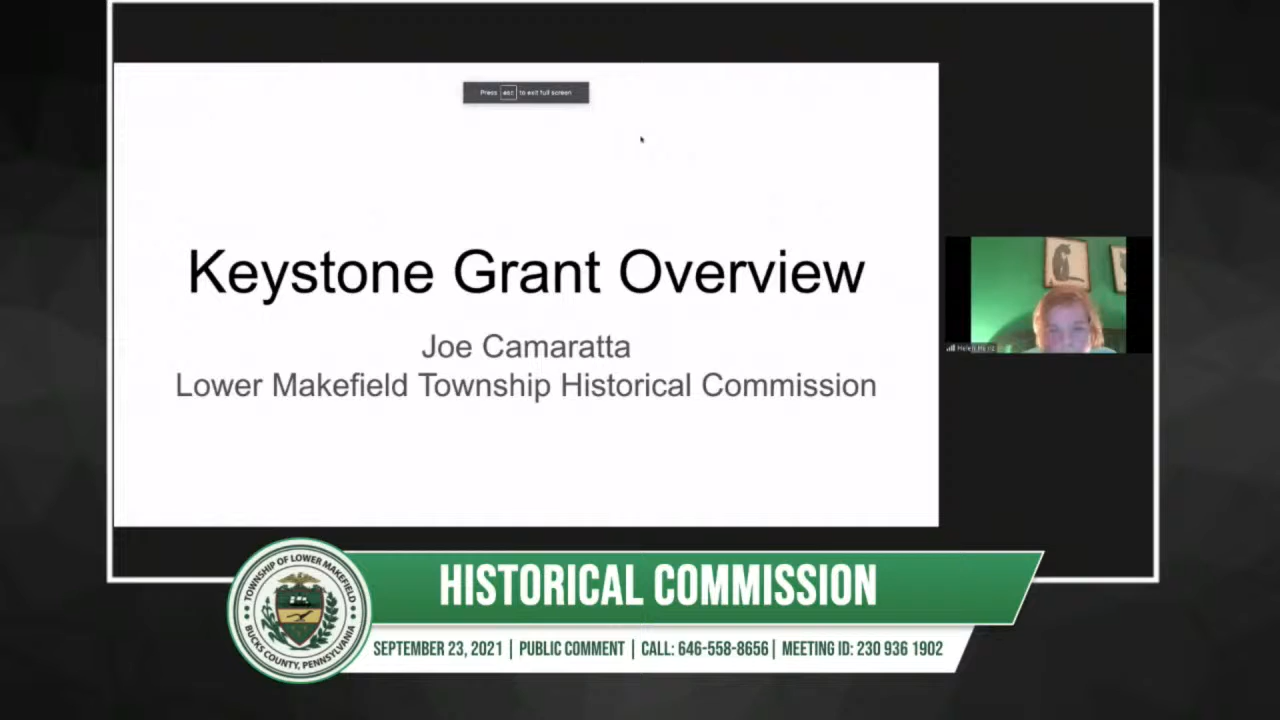 Press esc to exit full screen
Keystone Grant Overview
Joe Camaratta
Lower Makefield Township Historical Commission
Helen
TOWNSHIP OF LOWER MAKEFIELD
BUCKS COUNTY, PENNSYLVANIA
HISTORICAL COMMISSION
SEPTEMBER 23, 2021 | PUBLIC COMMENT | CALL: 646-558-8656 | MEETING ID: 230 936 1902